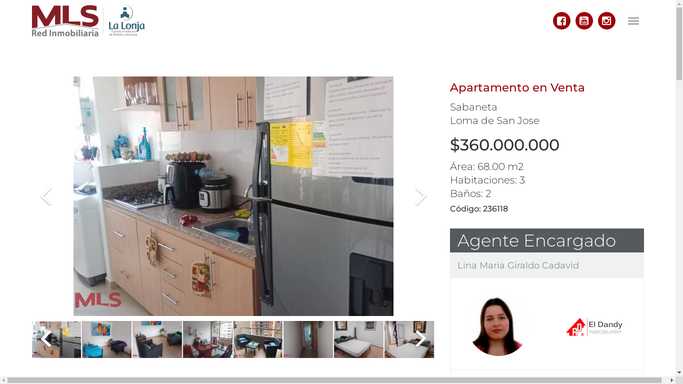 MLS
Red Inmobiliaria
La Lonja
Apartamento en Venta
Sabaneta
Loma de San Jose
$360.000.000
Área: 68.00 m2
Habitaciones: 3
Baños: 2
Código: 236118
MLS
Agente Encargado
Lina Maria Giraldo Cadavid
El Dandy